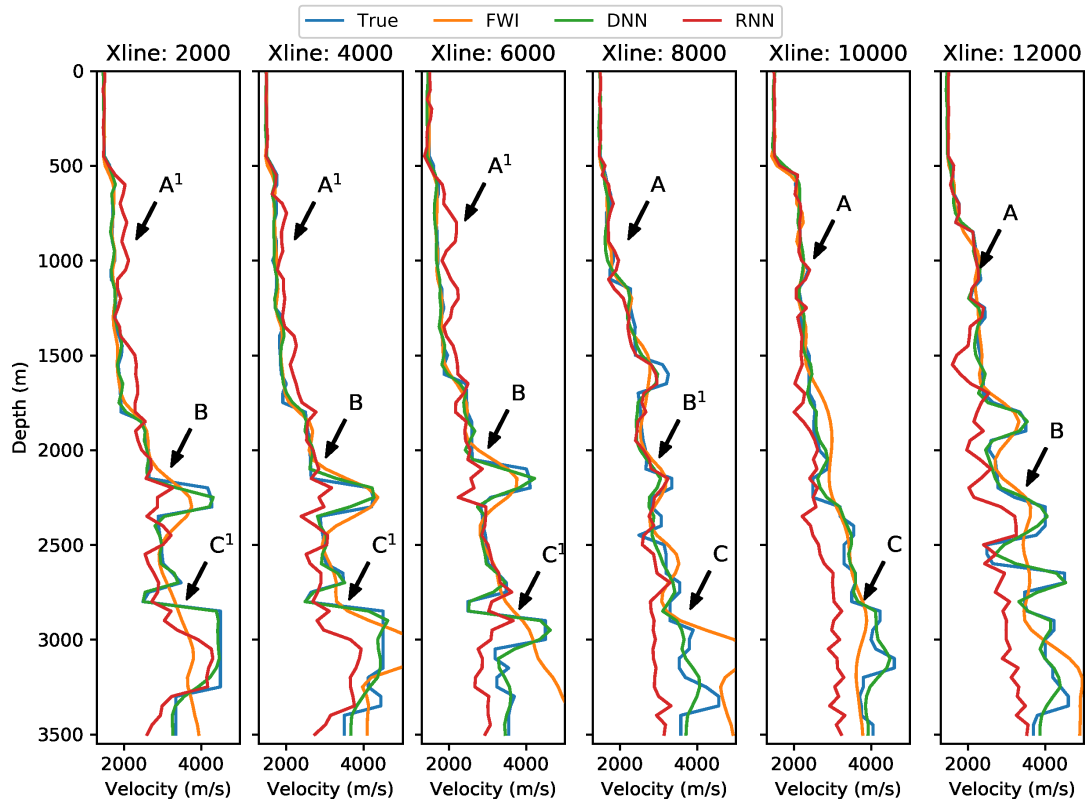 True FWI DNN RNN
Xline: 2000 Xline: 4000 Xline: 6000 Xline: 8000 Xline: 10000 Xline: 12000
0
500
A¹ A¹ A¹ A A A
1000
1500
B B B B¹ B
2000
2500
C¹ C¹ C¹ C C
3000
3500
Depth (m)
2000 4000 2000 4000 2000 4000 2000 4000 2000 4000 2000 4000
Velocity (m/s) Velocity (m/s) Velocity (m/s) Velocity (m/s) Velocity (m/s) Velocity (m/s)